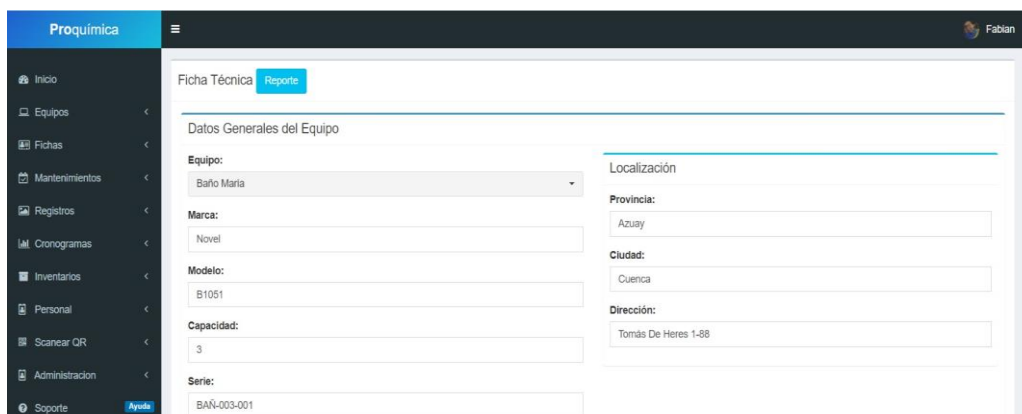 Proquímica
Fabian
Inicio
Equipos
Fichas
Mantenimientos
Registros
Cronogramas
Inventarios
Personal
Scanear QR
Administracion
Soporte Ayuda
Ficha Técnica Reporte
Datos Generales del Equipo
Equipo:
Baño María
Marca:
Novel
Modelo:
B1051
Capacidad:
3
Serie:
BAÑ-003-001
Localización
Provincia:
Azuay
Ciudad:
Cuenca
Dirección:
Tomás De Heres 1-88